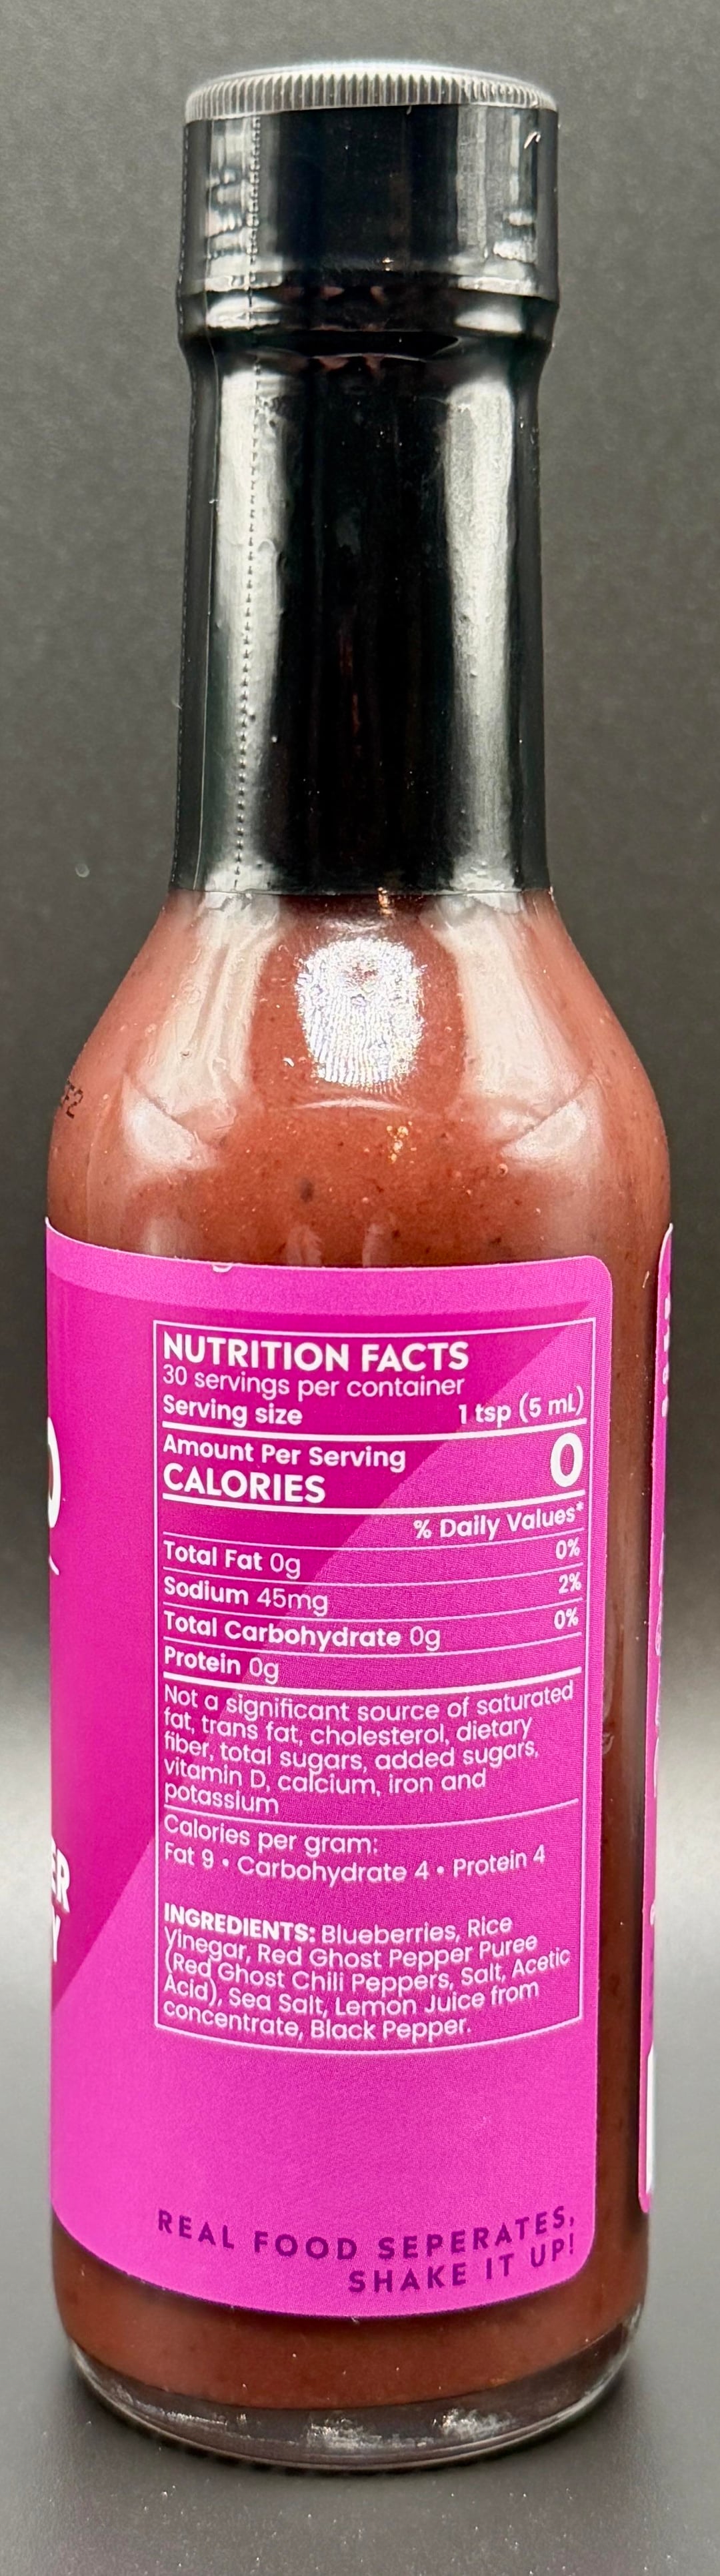 NUTRITION FACTS
30 servings per container
Serving size 1 tsp (5 mL)
Amount Per Serving
CALORIES 0
% Daily Values*
Total Fat 0g 0%
Sodium 45mg 2%
Total Carbohydrate 0g 0%
Protein 0g
Not a significant source of saturated
fat, trans fat, cholesterol, dietary
fiber, total sugars, added sugars,
vitamin D, calcium, iron and
potassium
Calories per gram:
Fat 9 • Carbohydrate 4 • Protein 4
INGREDIENTS: Blueberries, Rice
Vinegar, Red Ghost Pepper Puree
(Red Ghost Chili Peppers, Salt, Acetic
Acid), Sea Salt, Lemon Juice from
concentrate, Black Pepper.
REAL FOOD SEPERATES,
SHAKE IT UP!